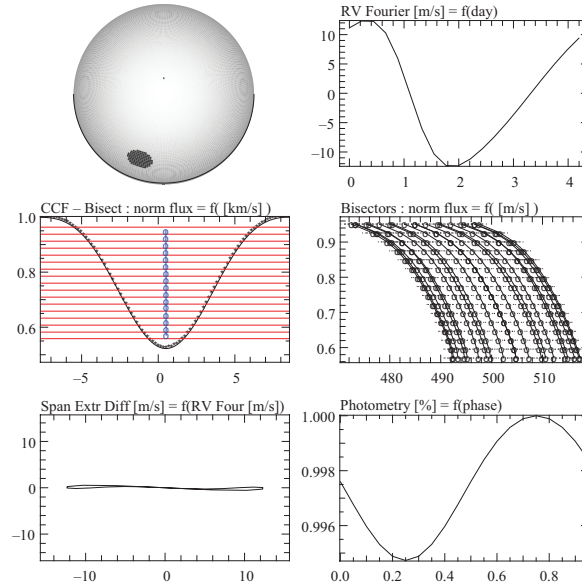 RV Fourier [m/s] = f(day)
10
5
0
−5
−10
0 1 2 3 4
CCF – Bisect : norm flux = f( [km/s] )
1.0
0.8
0.6
−5 0 5
Bisectors : norm flux = f( [m/s] )
0.9
0.8
0.7
0.6
480 490 500 510
Span Extr Diff [m/s] = f(RV Four [m/s])
10
0
−10
−10 0 10
Photometry [%] = f(phase)
1.000
0.998
0.996
0.0 0.2 0.4 0.6 0.8